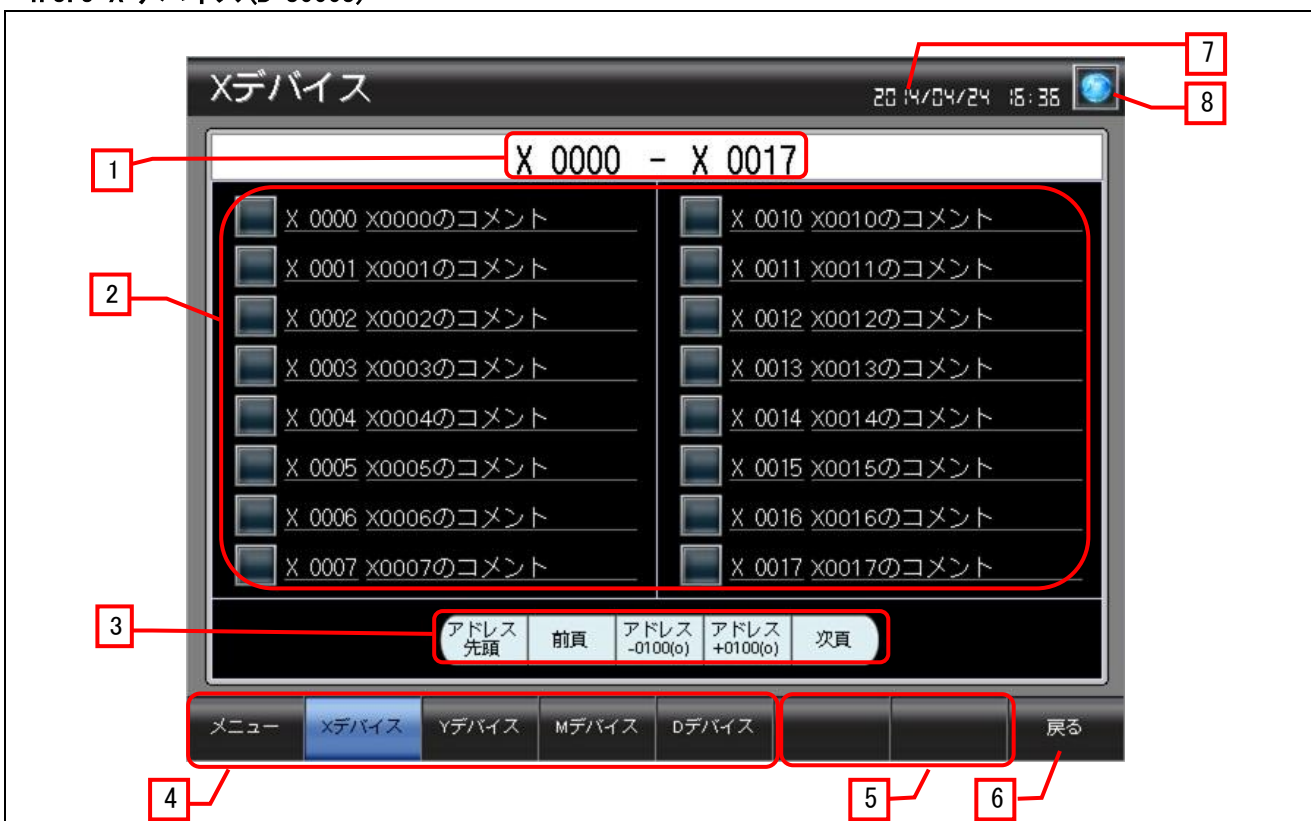 Xデバイス
2014/04/24 16:36
7
8
1
X 0000 - X 0017
2
X 0000 X0000のコメント
X 0001 X0001のコメント
X 0002 X0002のコメント
X 0003 X0003のコメント
X 0004 X0004のコメント
X 0005 X0005のコメント
X 0006 X0006のコメント
X 0007 X0007のコメント
X 0010 X0010のコメント
X 0011 X0011のコメント
X 0012 X0012のコメント
X 0013 X0013のコメント
X 0014 X0014のコメント
X 0015 X0015のコメント
X 0016 X0016のコメント
X 0017 X0017のコメント
3
アドレス
先頭
前頁
アドレス
-0100(o)
アドレス
+0100(o)
次頁
メニュー
Xデバイス
Yデバイス
Mデバイス
Dデバイス
戻る
4
5
6